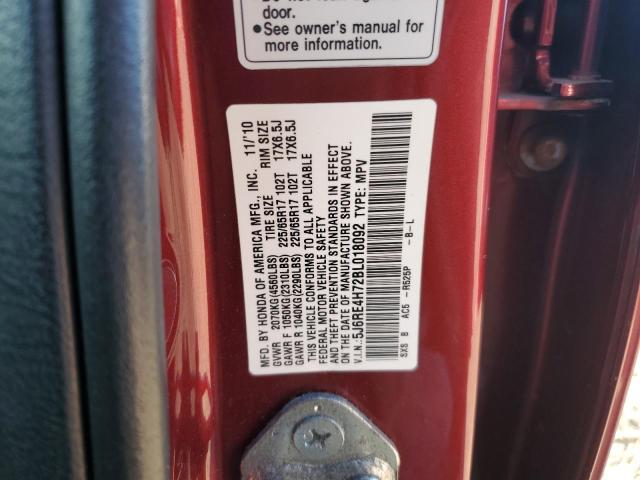 door.
●See owner's manual for
more information.
MFD. BY HONDA OF AMERICA MFG., INC. 11/'10
TIRE SIZE RIM SIZE
GVWR 2070KG(4560LBS)
GAWR F 1050KG(2310LBS) 225/65R17 102T 17X6.5J
GAWR R 1040KG(2290LBS) 225/65R17 102T 17X6.5J
THIS VEHICLE CONFORMS TO ALL APPLICABLE
FEDERAL MOTOR VEHICLE SAFETY
AND THEFT PREVENTION STANDARDS IN EFFECT
ON THE DATE OF MANUFACTURE SHOWN ABOVE.
V.I.N.: 5J6RE4H72BL018092 TYPE: MPV
SXS B AC5 - R525P - B - L